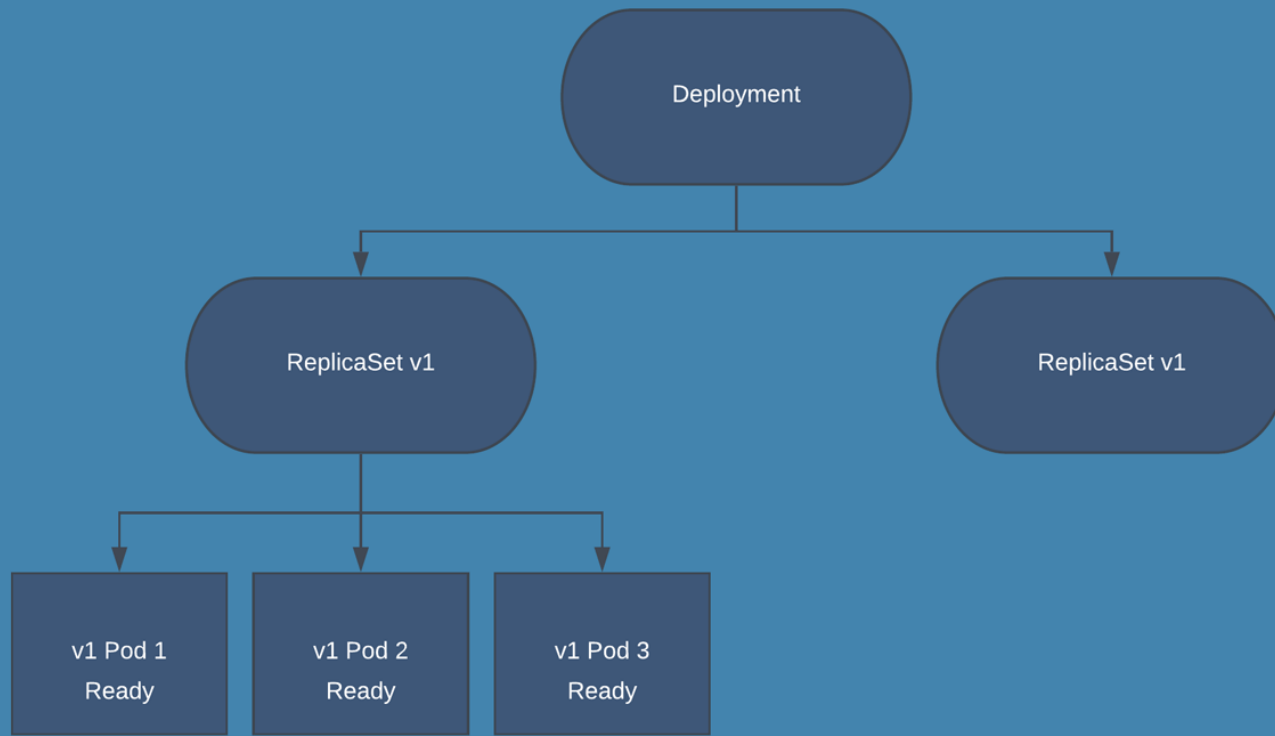 Deployment
ReplicaSet v1
ReplicaSet v1
v1 Pod 1
Ready
v1 Pod 2
Ready
v1 Pod 3
Ready